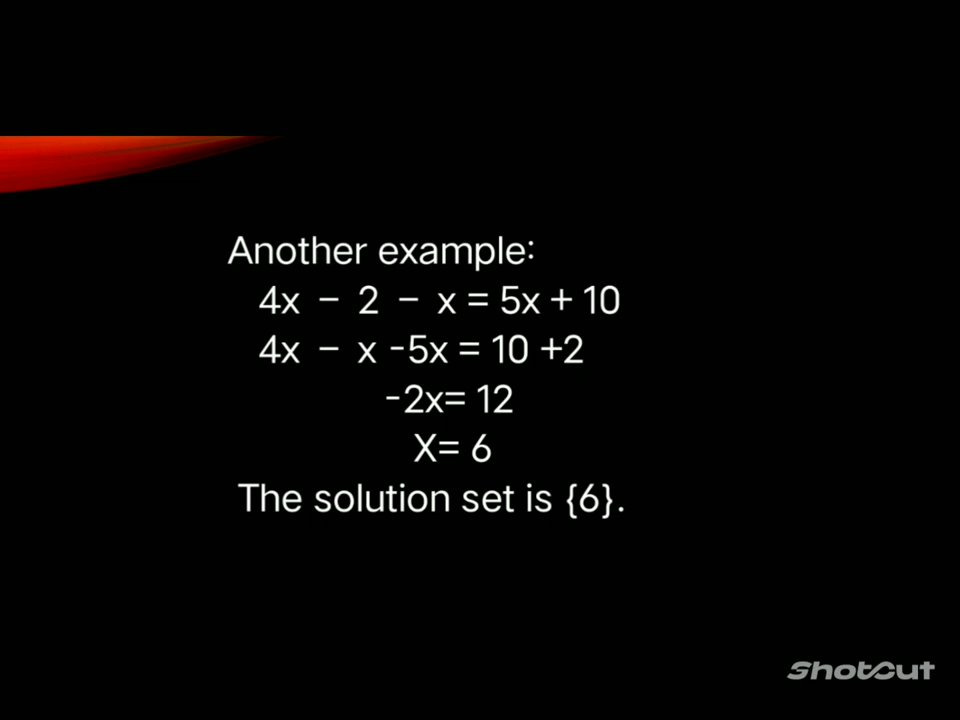 Another example:
4x – 2 – x = 5x + 10
4x – x -5x = 10 +2
-2x= 12
X= 6
The solution set is {6}.
ShotCut